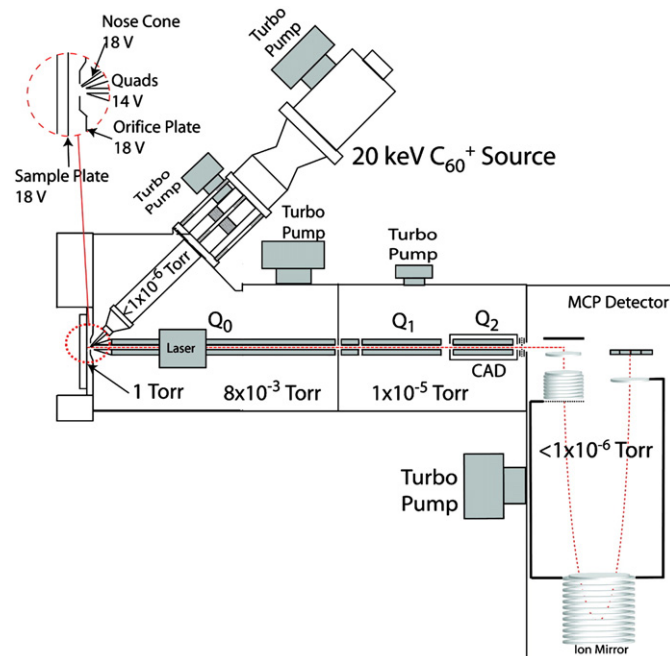 Nose Cone
18 V
Quads
14 V
Orifice Plate
18 V
Sample Plate
18 V
Turbo
Pump
20 keV C₆₀⁺ Source
Turbo
Pump
Turbo
Pump
Turbo
Pump
<1x10⁻⁶ Torr
MCP Detector
Q₀
Q₁
Q₂
Laser
CAD
1 Torr
8x10⁻³ Torr
1x10⁻⁵ Torr
<1x10⁻⁶ Torr
Turbo
Pump
Ion Mirror